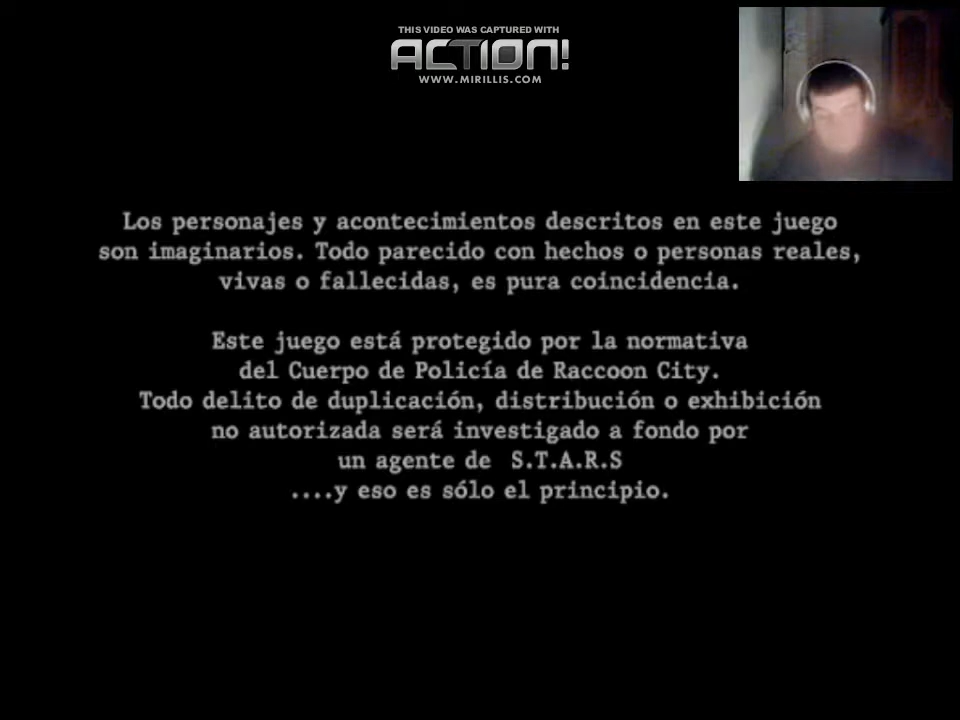 THIS VIDEO WAS CAPTURED WITH
ACTION!
WWW.MIRILLIS.COM
Los personajes y acontecimientos descritos en este juego
son imaginarios. Todo parecido con hechos o personas reales,
vivas o fallecidas, es pura coincidencia.
Este juego está protegido por la normativa
del Cuerpo de Policía de Raccoon City.
Todo delito de duplicación, distribución o exhibición
no autorizada será investigado a fondo por
un agente de S.T.A.R.S
....y eso es sólo el principio.